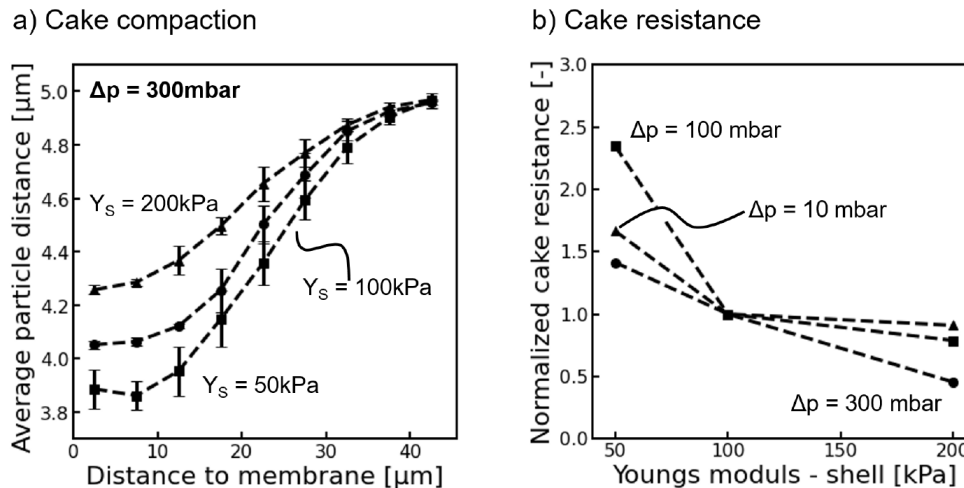 a) Cake compaction
Average particle distance [µm]
5.0
4.8
4.6
4.4
4.2
4.0
3.8
Δp = 300mbar
Y_S = 200kPa
Y_S = 100kPa
Y_S = 50kPa
0 10 20 30 40
Distance to membrane [µm]
b) Cake resistance
Normalized cake resistance [-]
3.0
2.5
2.0
1.5
1.0
0.5
0.0
Δp = 100 mbar
Δp = 10 mbar
Δp = 300 mbar
50 100 150 200
Youngs moduls - shell [kPa]